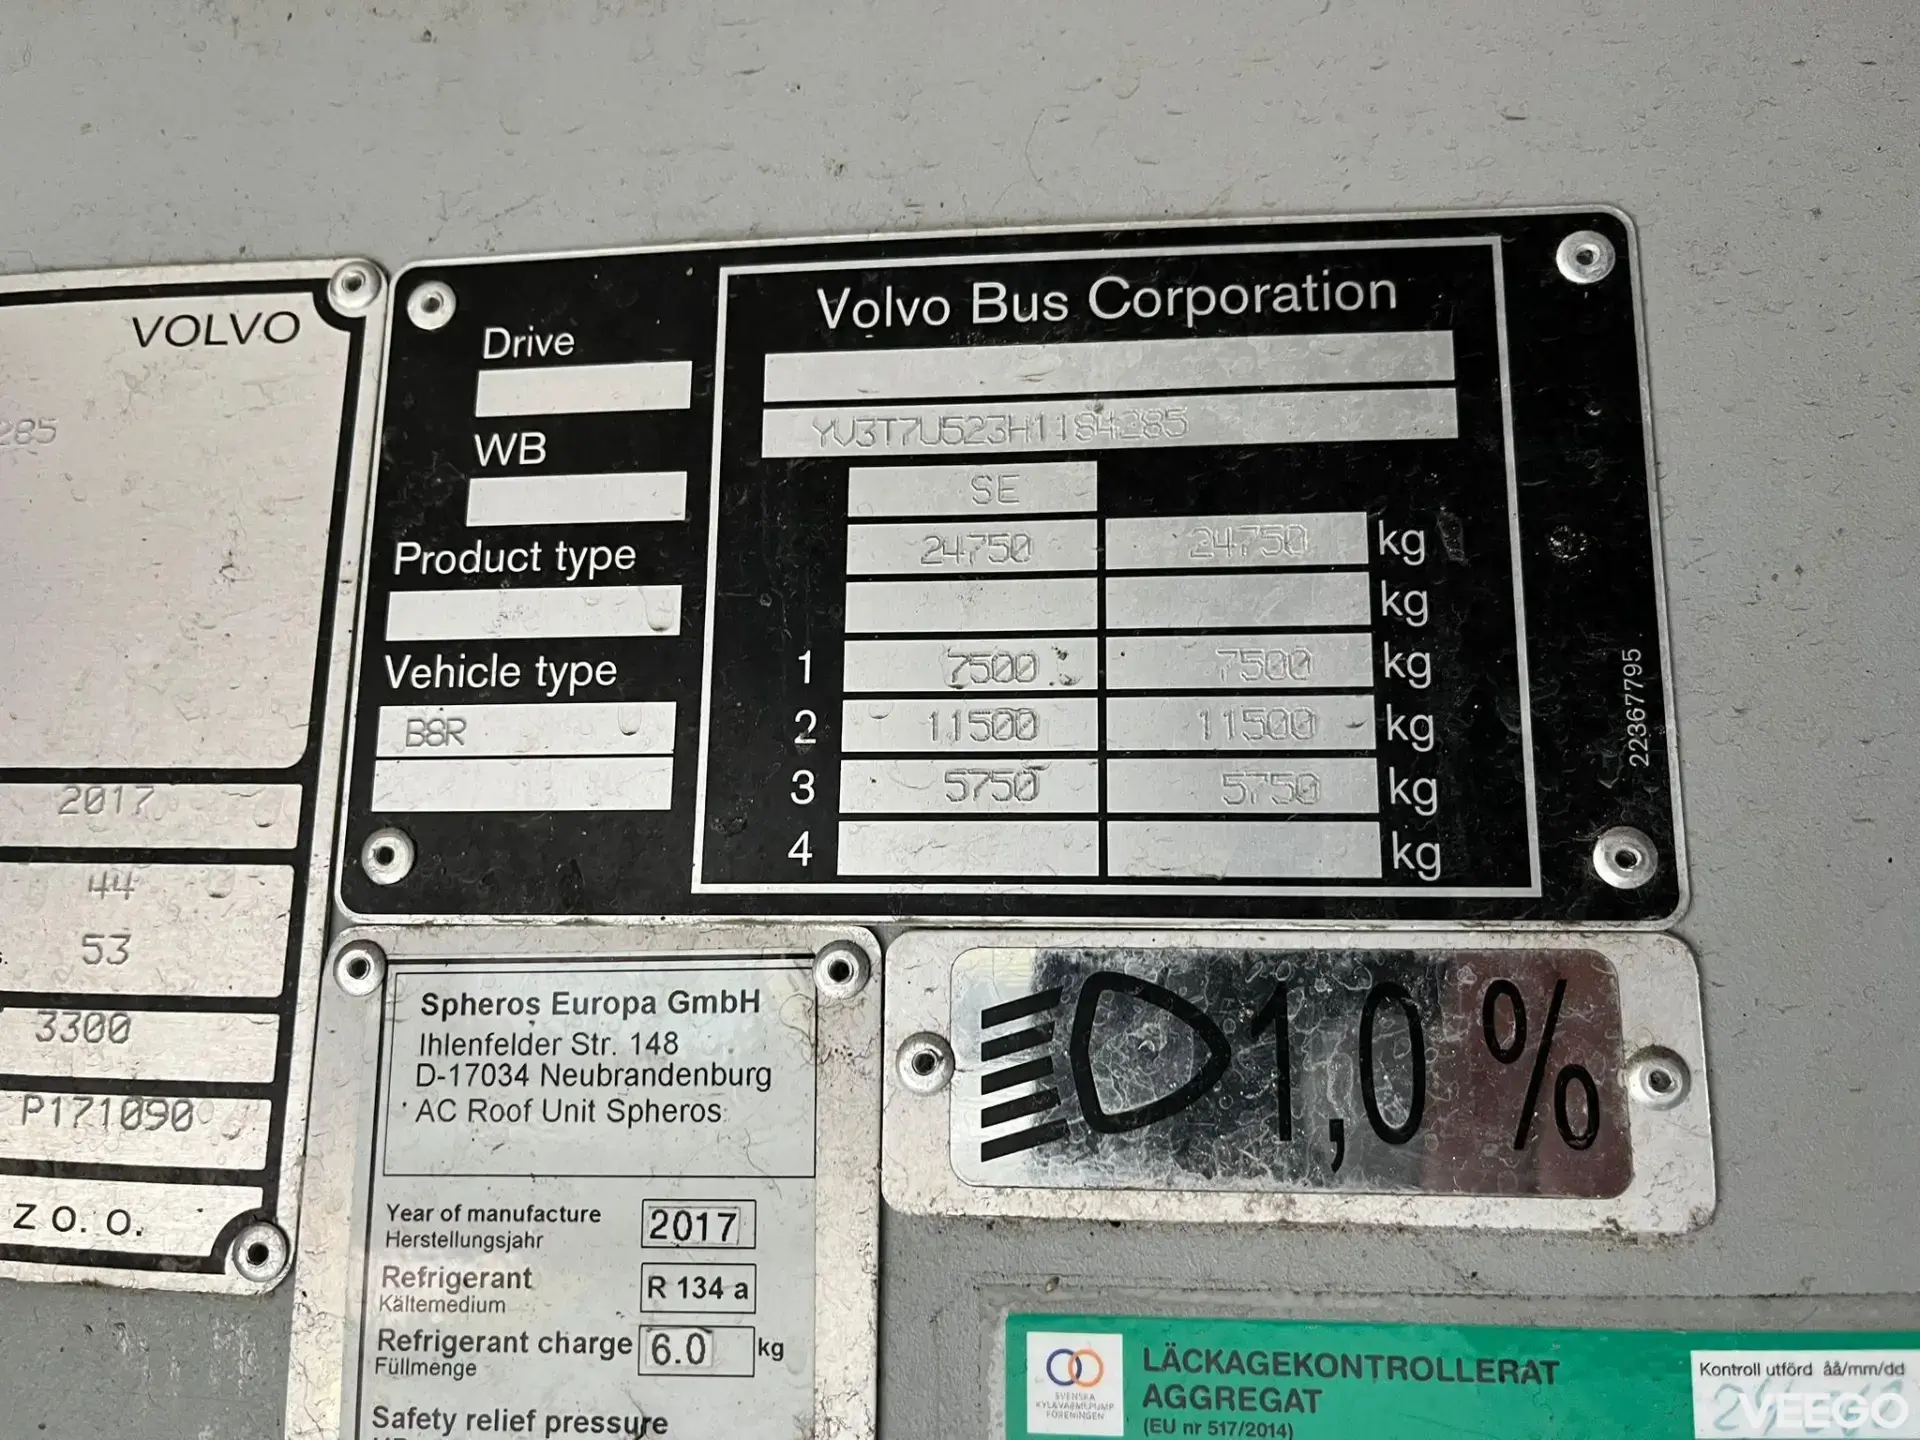 VOLVO
285
2017
44
53
3300
P171090
Z O. O.
Drive
WB
Product type
Vehicle type
B8R
Volvo Bus Corporation
YV3T7U523H1184285
SE
24750 24750 kg
kg
1 7500 7500 kg
2 11500 11500 kg
3 5750 5750 kg
4 kg
22367795
Spheros Europa GmbH
Ihlenfelder Str. 148
D-17034 Neubrandenburg
AC Roof Unit Spheros
Year of manufacture 2017
Herstellungsjahr
Refrigerant R 134 a
Kältemedium
Refrigerant charge 6.0 kg
Füllmenge
Safety relief pressure
1,0 %
SVENSKA
KYL&VÄRMEPUMP
FÖRENINGEN
LÄCKAGEKONTROLLERAT
AGGREGAT
(EU nr 517/2014)
Kontroll utförd åå/mm/dd
VEEGO